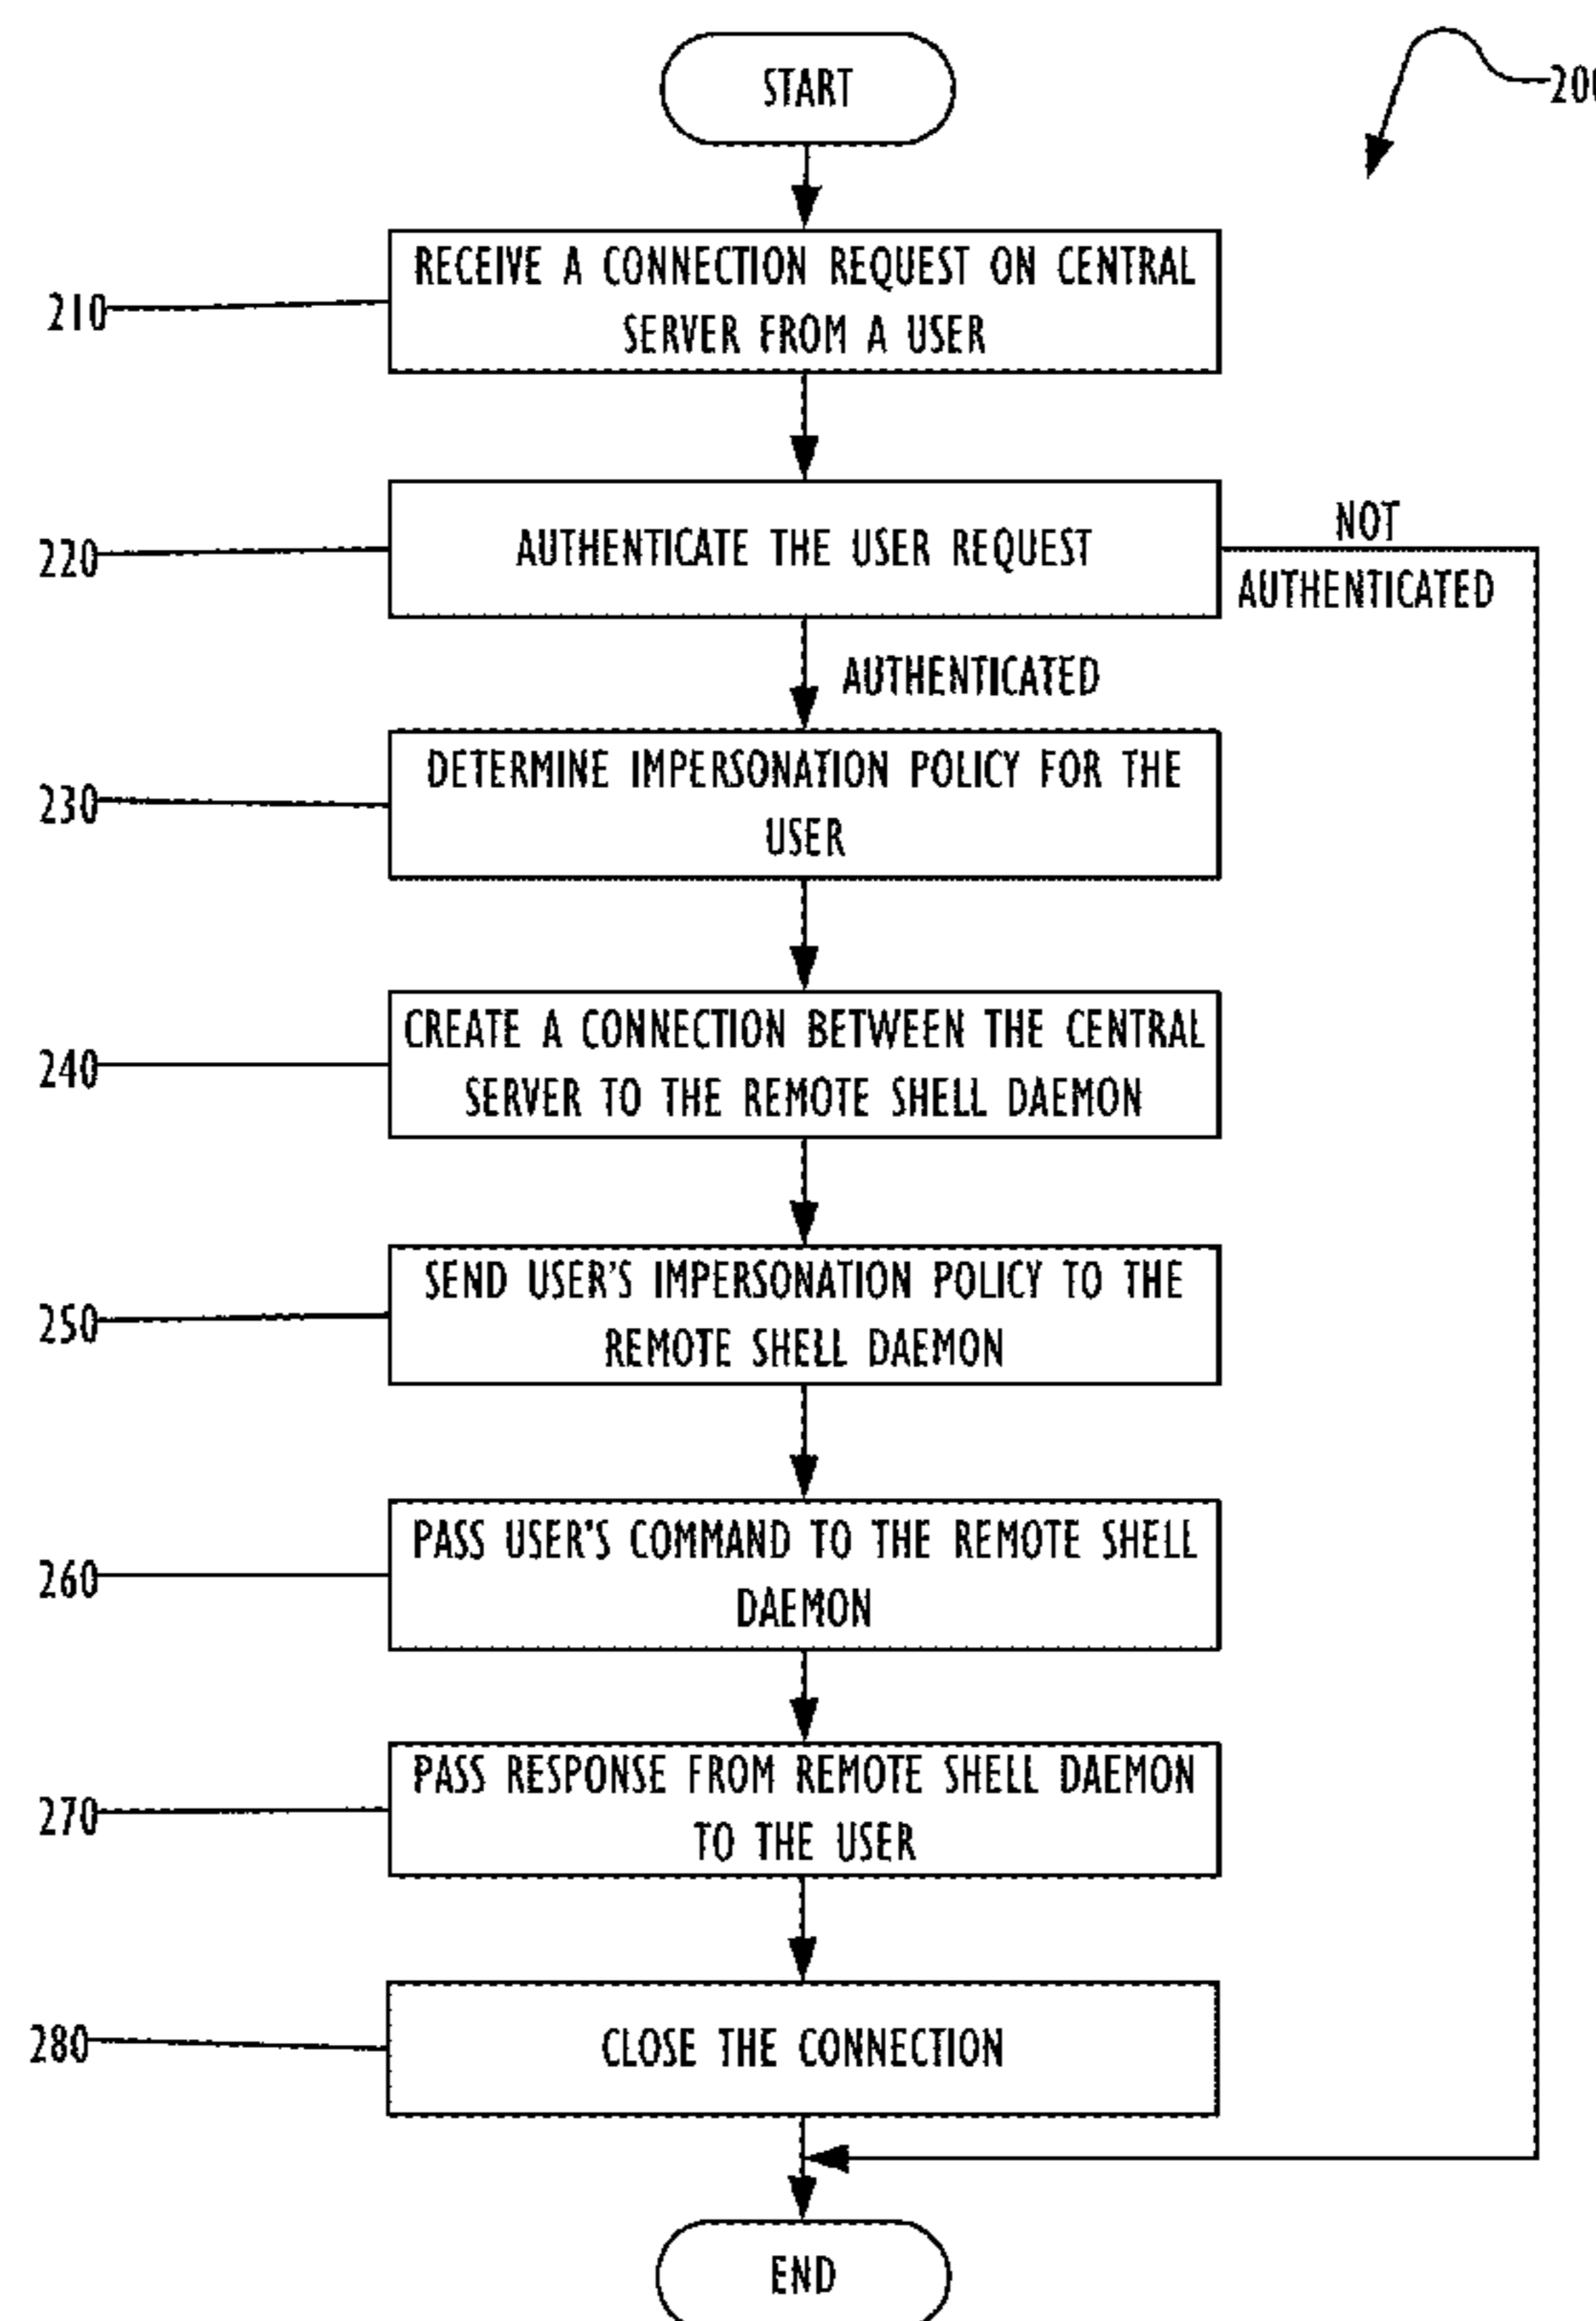 START
200
RECEIVE A CONNECTION REQUEST ON CENTRAL
SERVER FROM A USER
210
AUTHENTICATE THE USER REQUEST
220
NOT
AUTHENTICATED
AUTHENTICATED
DETERMINE IMPERSONATION POLICY FOR THE
USER
230
CREATE A CONNECTION BETWEEN THE CENTRAL
SERVER TO THE REMOTE SHELL DAEMON
240
SEND USER'S IMPERSONATION POLICY TO THE
REMOTE SHELL DAEMON
250
PASS USER'S COMMAND TO THE REMOTE SHELL
DAEMON
260
PASS RESPONSE FROM REMOTE SHELL DAEMON
TO THE USER
270
CLOSE THE CONNECTION
280
END